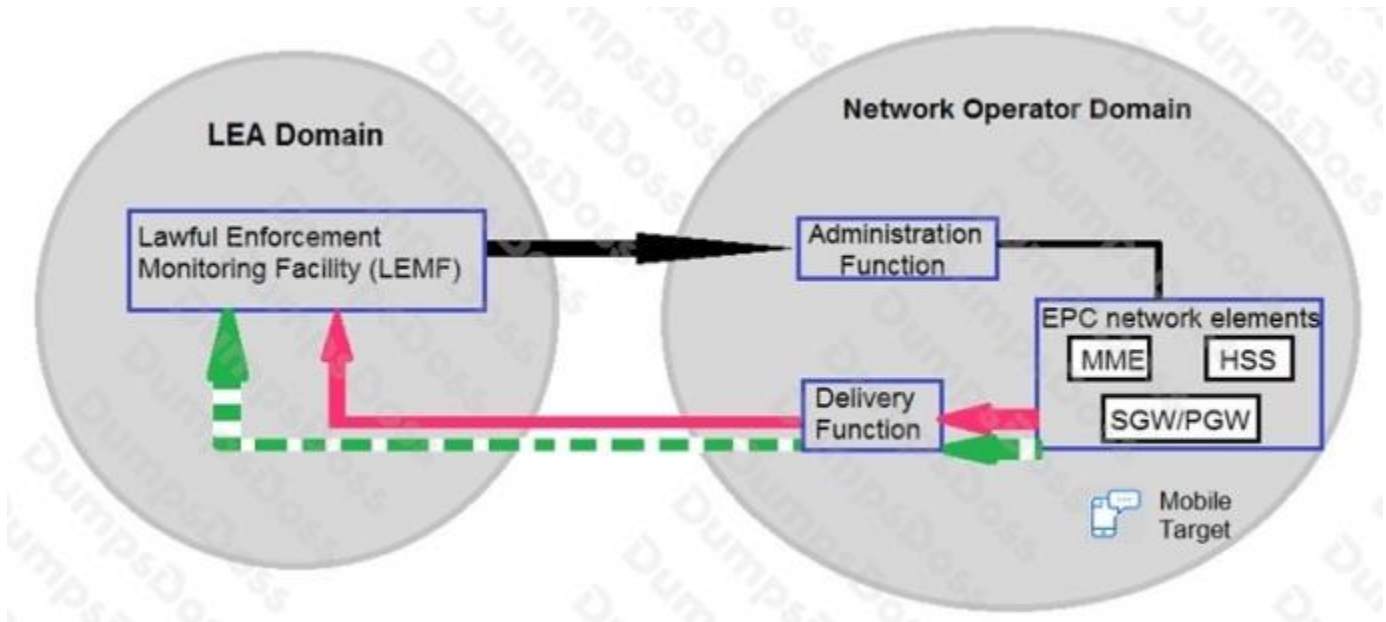 LEA Domain
Network Operator Domain
Lawful Enforcement
Monitoring Facility (LEMF)
Administration
Function
EPC network elements
MME
HSS
SGW/PGW
Delivery
Function
Mobile
Target
DumpsDoss